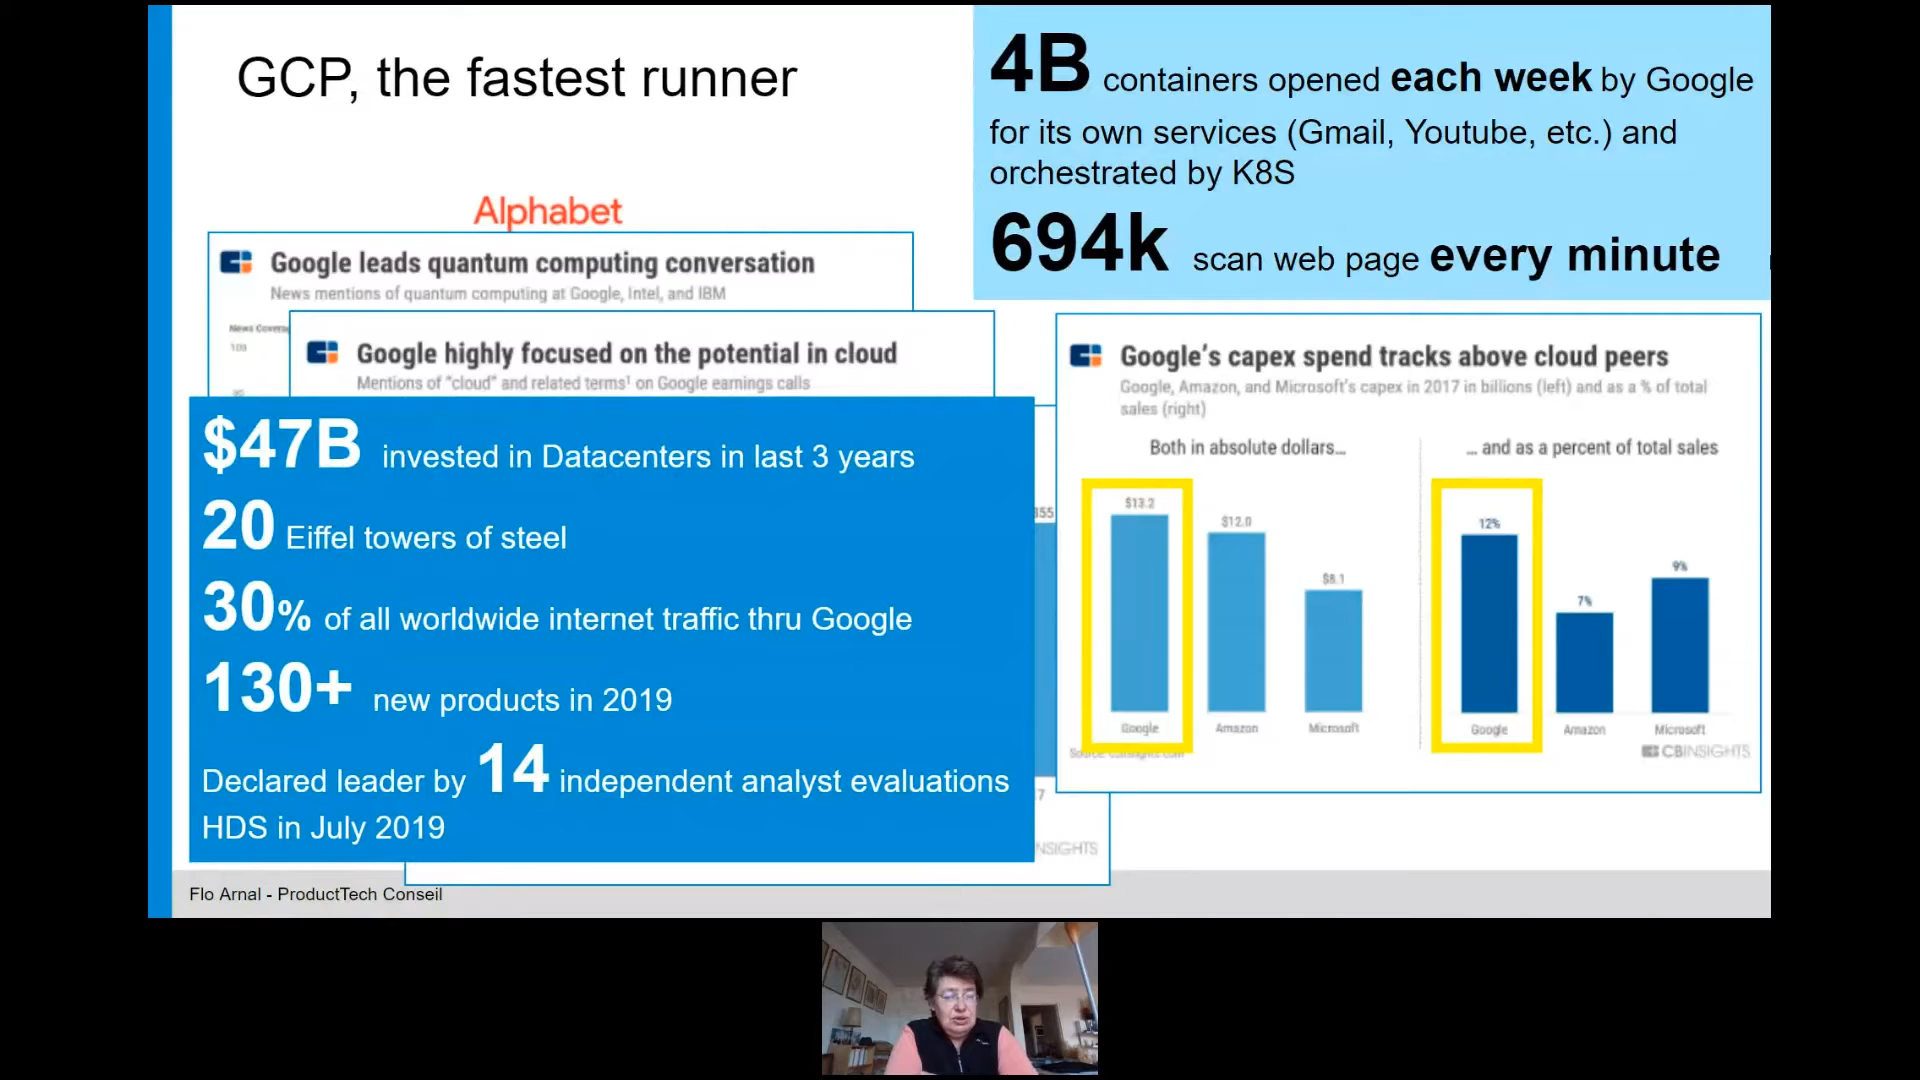 GCP, the fastest runner
4B containers opened each week by Google
for its own services (Gmail, Youtube, etc.) and
orchestrated by K8S
694k scan web page every minute
Alphabet
Google leads quantum computing conversation
News mentions of quantum computing at Google, Intel, and IBM
News
100
Google highly focused on the potential in cloud
Mentions of "cloud" and related terms¹ on Google earnings calls
$47B invested in Datacenters in last 3 years
20 Eiffel towers of steel
30% of all worldwide internet traffic thru Google
130+ new products in 2019
Declared leader by 14 independent analyst evaluations
HDS in July 2019
7
NSIGHTS
Google's capex spend tracks above cloud peers
Google, Amazon, and Microsoft's capex in 2017 in billions (left) and as a % of total
sales (right)
Both in absolute dollars...
... and as a percent of total sales
$13.2
$12.0
$8.1
Google
Amazon
Microsoft
12%
7%
9%
Google
Amazon
Microsoft
CBINSIGHTS
Flo Arnal - ProductTech Conseil